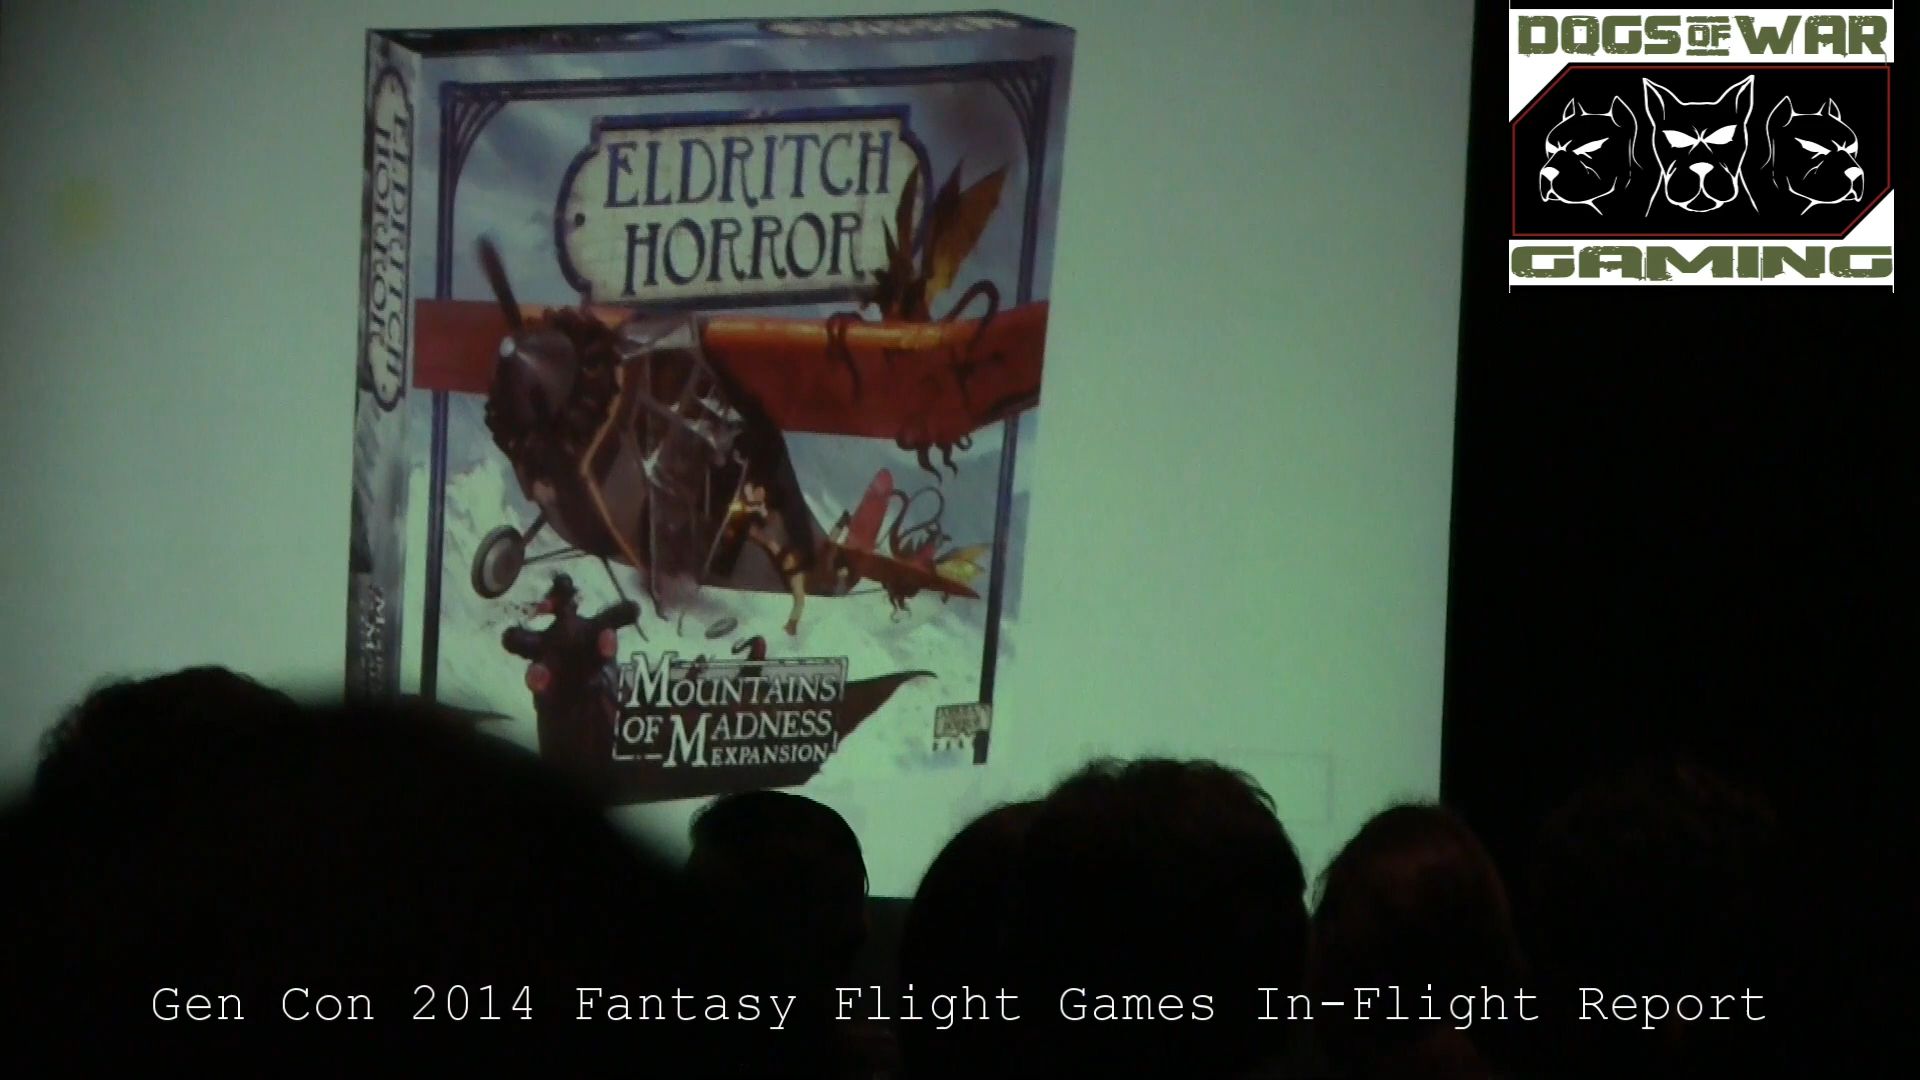 DOGS OF WAR
GAMING
ELDRITCH
HORROR
ELDRITCH
HORROR
MOUNTAINS
OF MADNESS
EXPANSION
Gen Con 2014 Fantasy Flight Games In-Flight Report